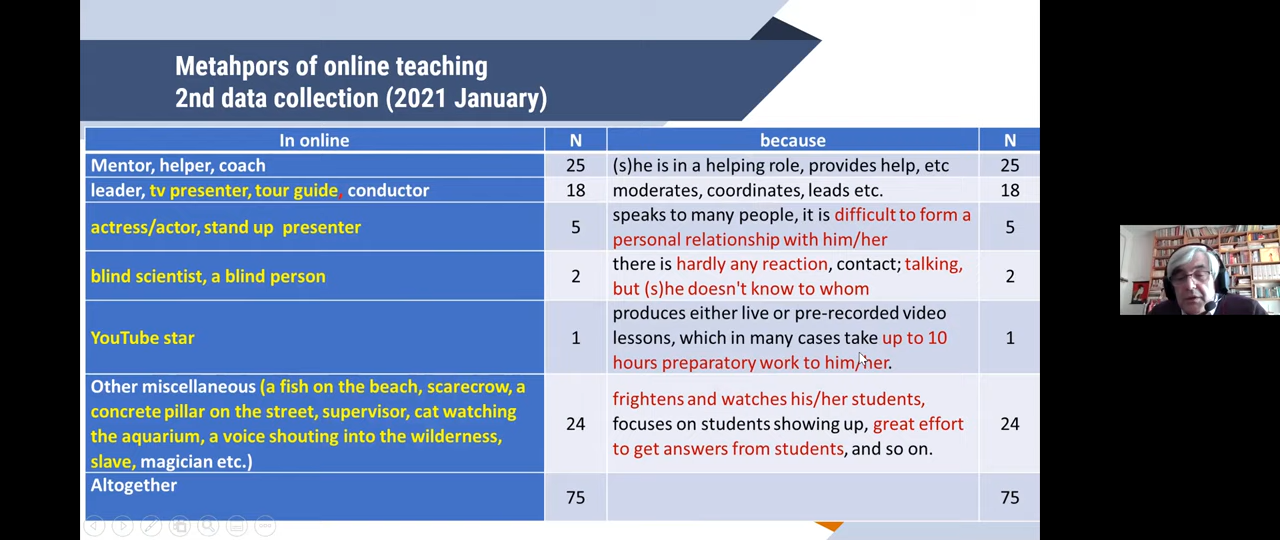 Metahpors of online teaching
2nd data collection (2021 January)
In online N because N
Mentor, helper, coach 25 (s)he is in a helping role, provides help, etc 25
leader, tv presenter, tour guide, conductor 18 moderates, coordinates, leads etc. 18
actress/actor, stand up presenter 5 speaks to many people, it is difficult to form a
personal relationship with him/her 5
blind scientist, a blind person 2 there is hardly any reaction, contact; talking,
but (s)he doesn't know to whom 2
YouTube star 1 produces either live or pre-recorded video
lessons, which in many cases take up to 10
hours preparatory work to him/her. 1
Other miscellaneous (a fish on the beach, scarecrow, a
concrete pillar on the street, supervisor, cat watching
the aquarium, a voice shouting into the wilderness,
slave, magician etc.) 24
frightens and watches his/her students,
focuses on students showing up, great effort
to get answers from students, and so on. 24
Altogether 75 75